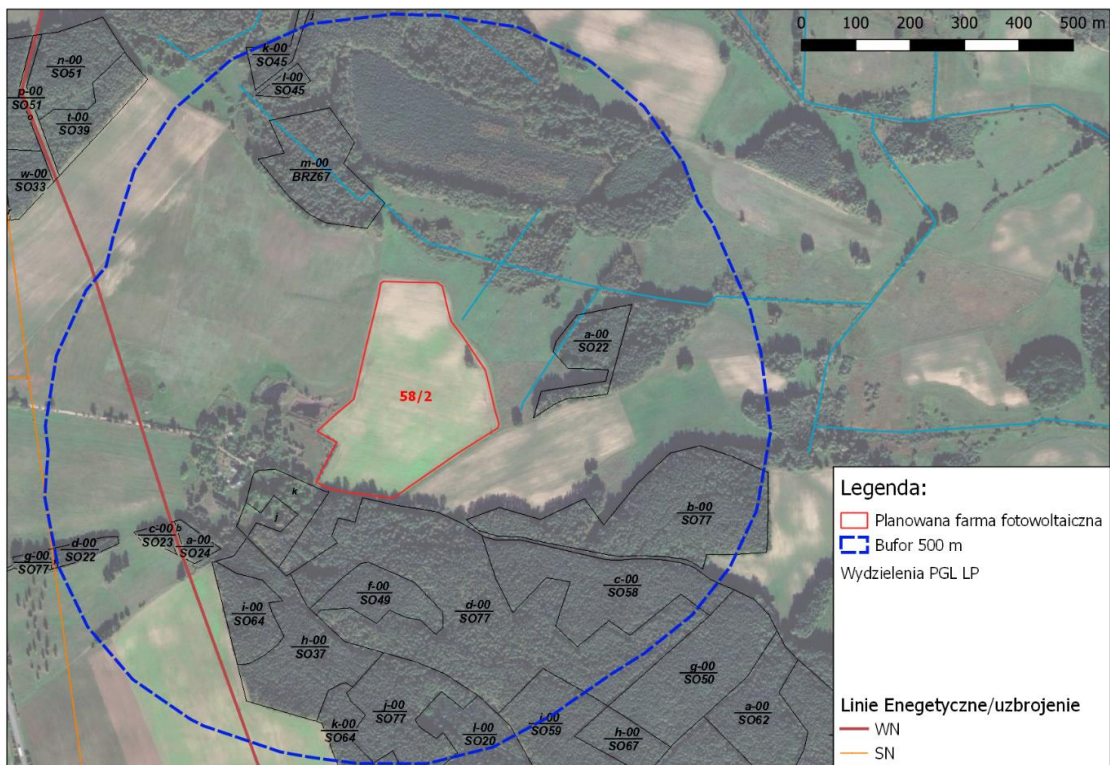 0 100 200 300 400 500 m
k-00
SO45
l-00
SO45
n-00
SO51
p-00
SO51
t-00
SO39
w-00
SO33
m-00
BRZ67
a-00
SO22
58/2
k
j
b-00
SO77
c-00 b
SO23
a-00
SO24
d-00
SO22
g-00
SO77
f-00
SO49
d-00
SO77
c-00
SO58
i-00
SO64
h-00
SO37
g-00
SO50
j-00
SO77
k-00
SO64
l-00
SO20
i-00
SO59
h-00
SO67
a-00
SO62
Legenda:
Planowana farma fotowoltaiczna
Bufor 500 m
Wydzielenia PGL LP
Linie Enegetyczne/uzbrojenie
WN
SN